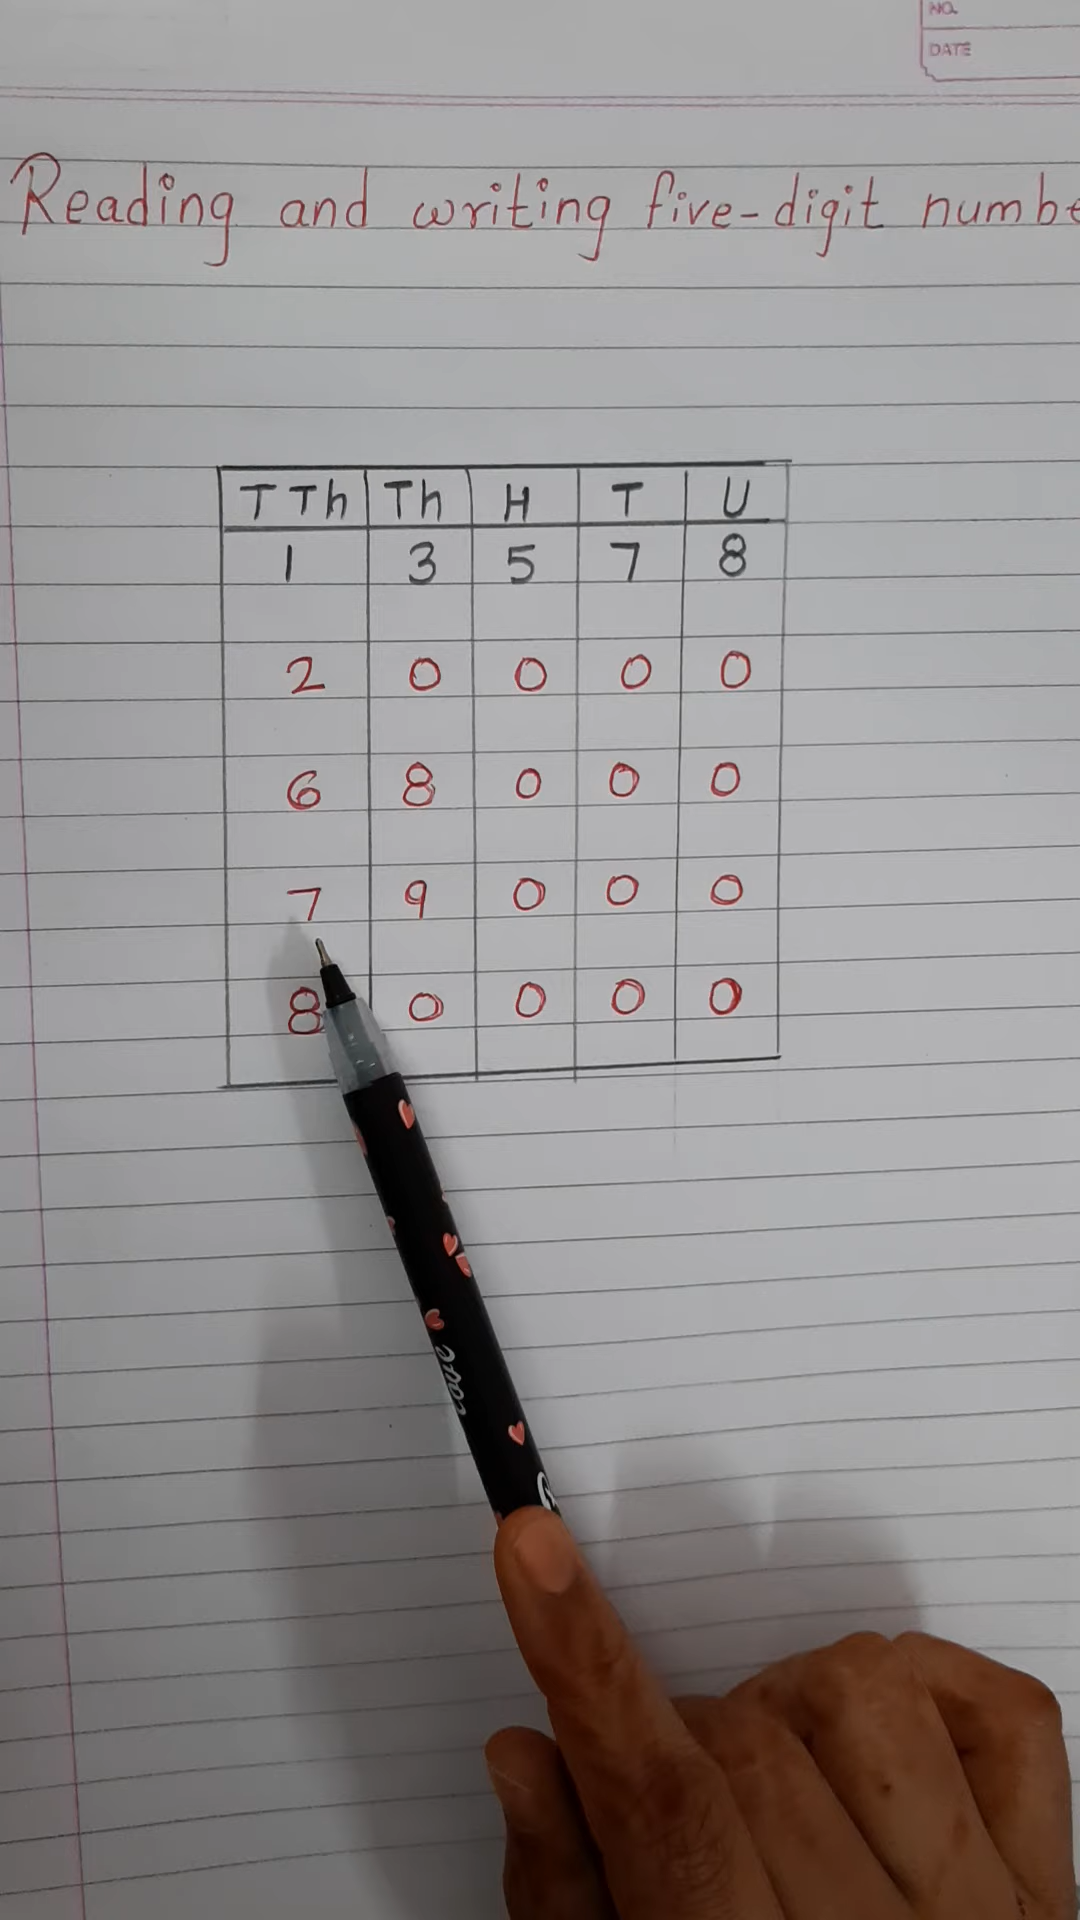 NO.
DATE
Reading and writing five-digit numbe
T Th Th H T U
1 3 5 7 8
2 0 0 0 0
6 8 0 0 0
7 9 0 0 0
8 0 0 0 0
Love